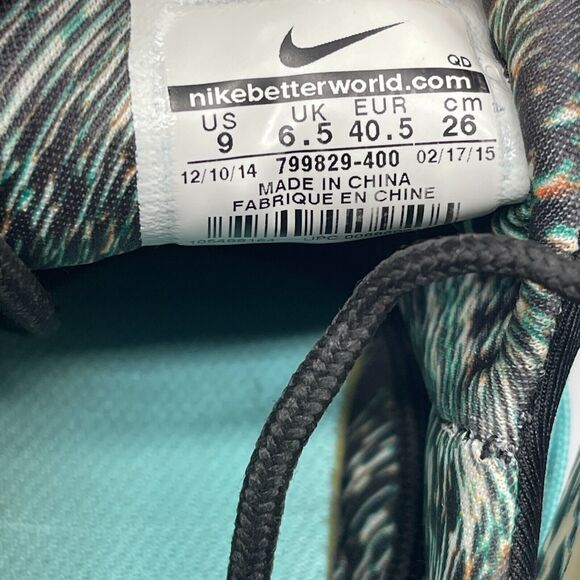 QD
nikebetterworld.com
US UK EUR cm
9 6.5 40.5 26
12/10/14 799829-400 02/17/15
MADE IN CHINA
FABRIQUE EN CHINE
UPC